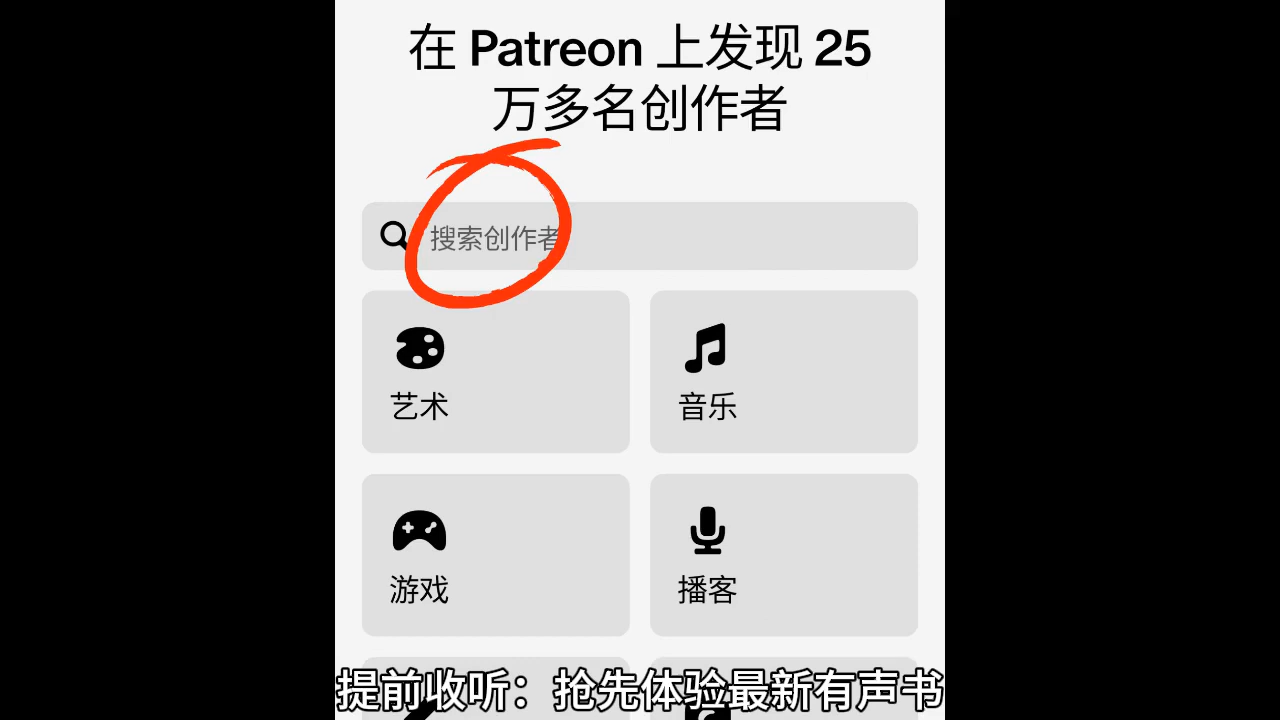 在 Patreon 上发现 25
万多名创作者
搜索创作者
艺术
音乐
游戏
播客
提前收听：抢先体验最新有声书